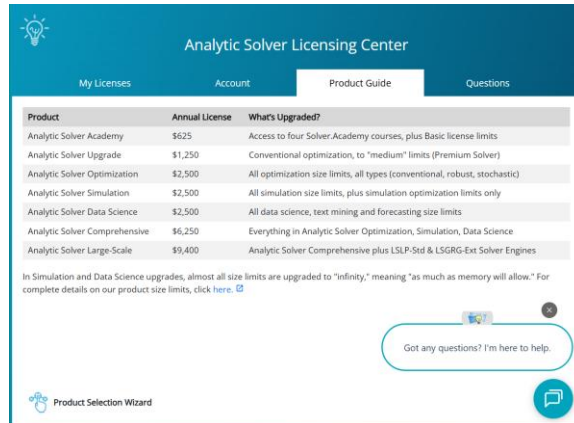 Analytic Solver Licensing Center
My Licenses Account Product Guide Questions
Product Annual License What's Upgraded?
Analytic Solver Academy $625 Access to four Solver.Academy courses, plus Basic license limits
Analytic Solver Upgrade $1,250 Conventional optimization, to "medium" limits (Premium Solver)
Analytic Solver Optimization $2,500 All optimization size limits, all types (conventional, robust, stochastic)
Analytic Solver Simulation $2,500 All simulation size limits, plus simulation optimization limits only
Analytic Solver Data Science $2,500 All data science, text mining and forecasting size limits
Analytic Solver Comprehensive $6,250 Everything in Analytic Solver Optimization, Simulation, Data Science
Analytic Solver Large-Scale $9,400 Analytic Solver Comprehensive plus LSLP-Std & LSGRG-Ext Solver Engines
In Simulation and Data Science upgrades, almost all size limits are upgraded to "infinity," meaning "as much as memory will allow." For
complete details on our product size limits, click here.
Got any questions? I'm here to help.
Product Selection Wizard